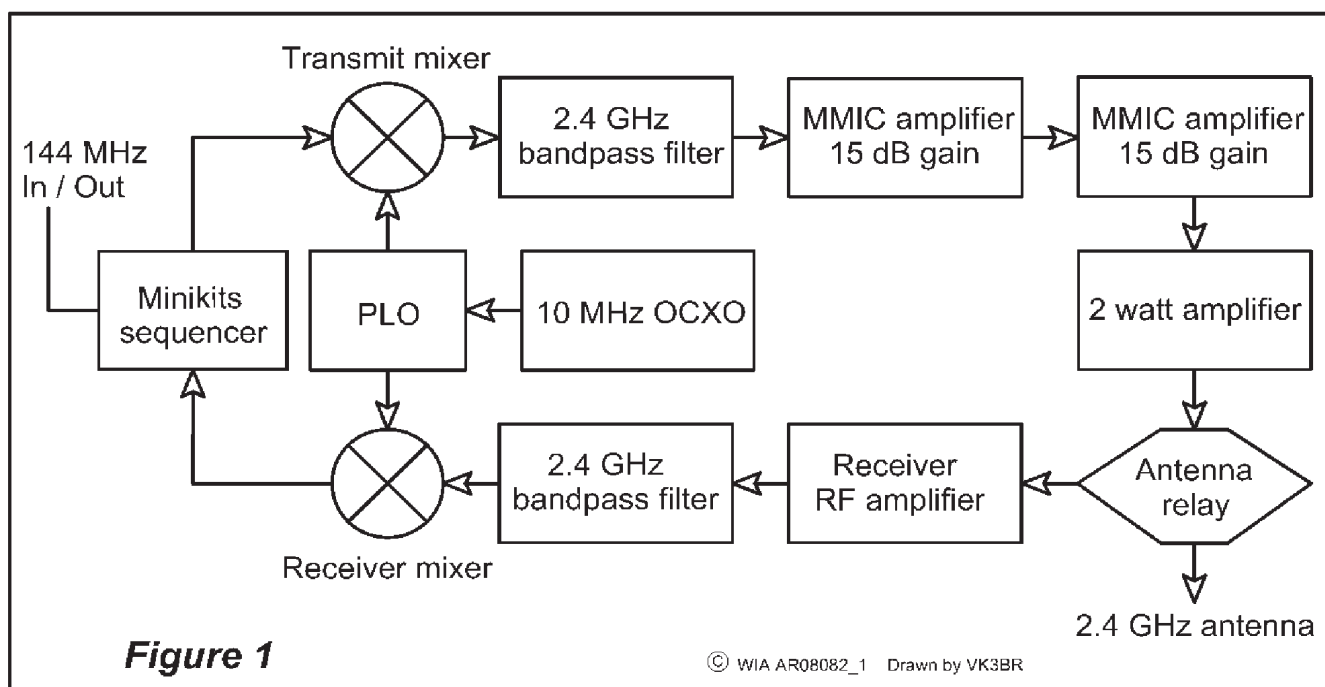 Transmit mixer
144 MHz
In / Out
2.4 GHz
bandpass filter
MMIC amplifier
15 dB gain
MMIC amplifier
15 dB gain
Minikits
sequencer
PLO
10 MHz OCXO
2 watt amplifier
2.4 GHz
bandpass filter
Receiver
RF amplifier
Antenna
relay
Receiver mixer
2.4 GHz antenna
Figure 1
© WIA AR08082_1 Drawn by VK3BR